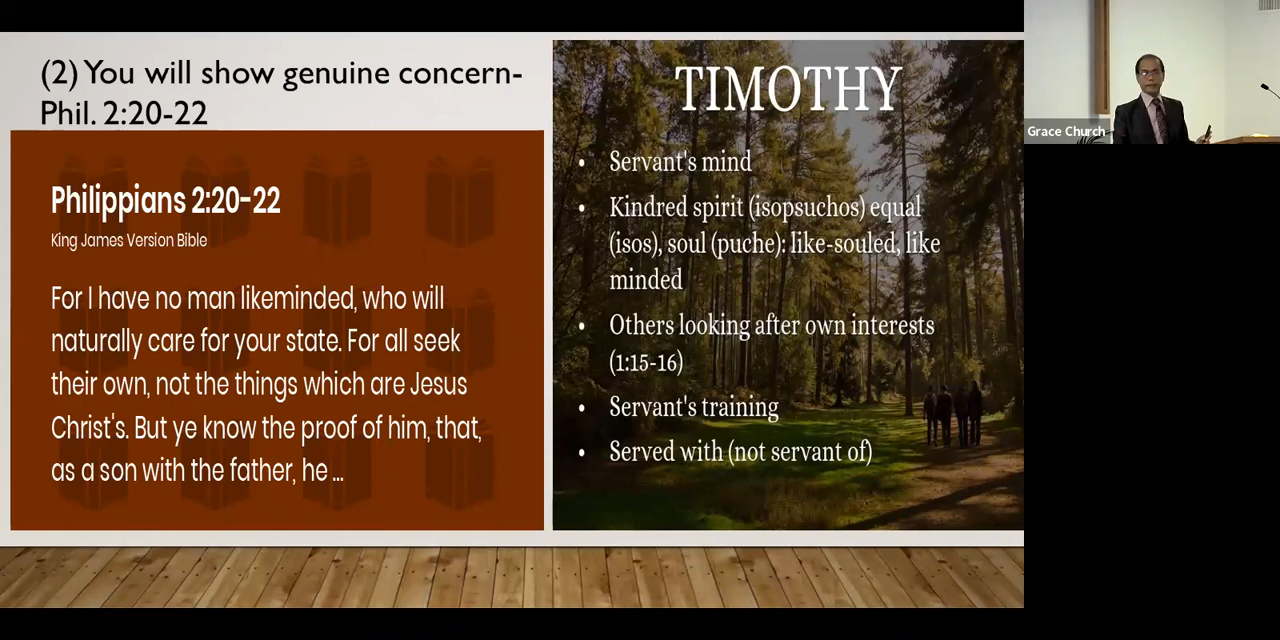 (2) You will show genuine concern-
Phil. 2:20-22
Philippians 2:20-22
King James Version Bible
For I have no man likeminded, who will
naturally care for your state. For all seek
their own, not the things which are Jesus
Christ's. But ye know the proof of him, that,
as a son with the father, he ...
TIMOTHY
• Servant's mind
• Kindred spirit (isopsuchos) equal
(isos), soul (puche): like-souled, like
minded
• Others looking after own interests
(1:15-16)
• Servant's training
• Served with (not servant of)
Grace Church